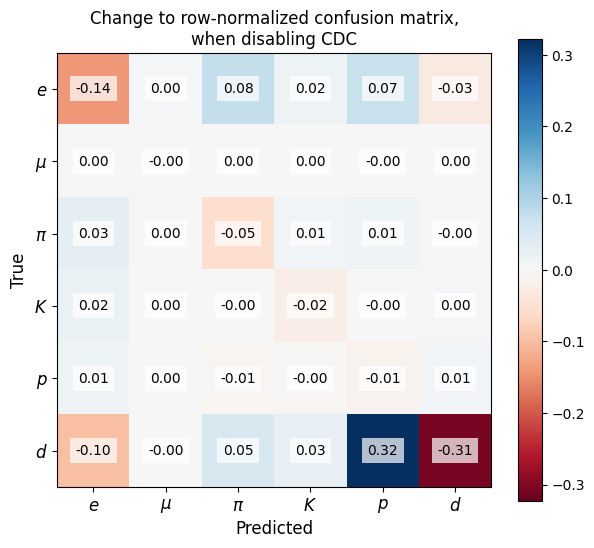 Change to row-normalized confusion matrix,
when disabling CDC
e -0.14 0.00 0.08 0.02 0.07 -0.03
μ 0.00 -0.00 0.00 0.00 -0.00 0.00
π 0.03 0.00 -0.05 0.01 0.01 -0.00
K 0.02 0.00 -0.00 -0.02 -0.00 0.00
p 0.01 0.00 -0.01 -0.00 -0.01 0.01
d -0.10 -0.00 0.05 0.03 0.32 -0.31
e μ π K p d
Predicted
True
0.3
0.2
0.1
0.0
−0.1
−0.2
−0.3